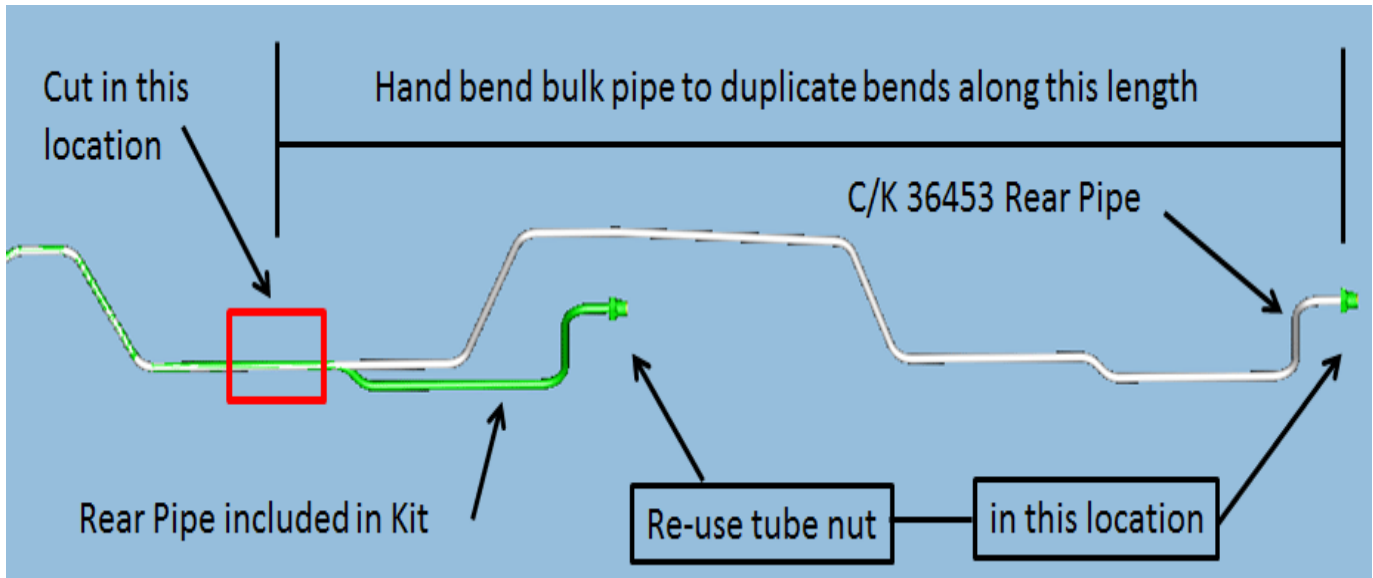 Cut in this
location
Hand bend bulk pipe to duplicate bends along this length
C/K 36453 Rear Pipe
Rear Pipe included in Kit
Re-use tube nut
in this location